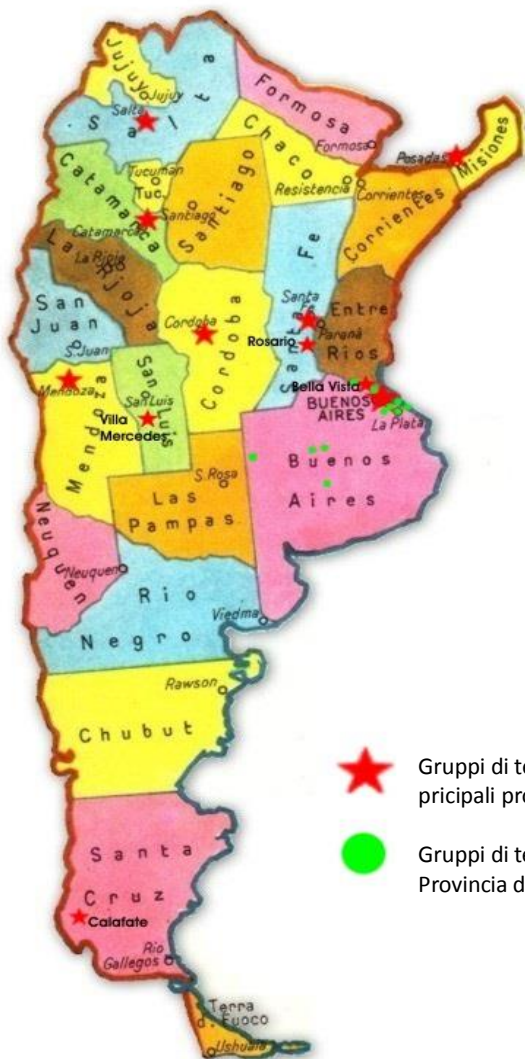 Jujuy
Jujuy
Salta
Salta
Formosa
Formosa
Chaco
Resistencia
Misiones
Posadas
Corrientes
Corrientes
Catamarca
Tucumán
Tuc.
Catamarca
Santiago
Santiago
La Rioja
San
Juan
S.Juan
Cordoba
Cordoba
Santa Fe
Santa
Fe
Rosario
Entre
Rios
Paraná
Mendoza
Mendoza
San Luis
San Luis
Villa
Mercedes
Bella Vista
BUENOS
AIRES
La Plata
Buenos
Aires
S.Rosa
Las
Pampas
Neuquen
Neuquen
Rio
Negro
Viedma
Rawson
Chubut
Santa
Cruz
Calafate
Rio
Gallegos
Terra
d. Fuoco
Ushuaia
Gruppi di te
pricipali pro
Gruppi di te
Provincia d